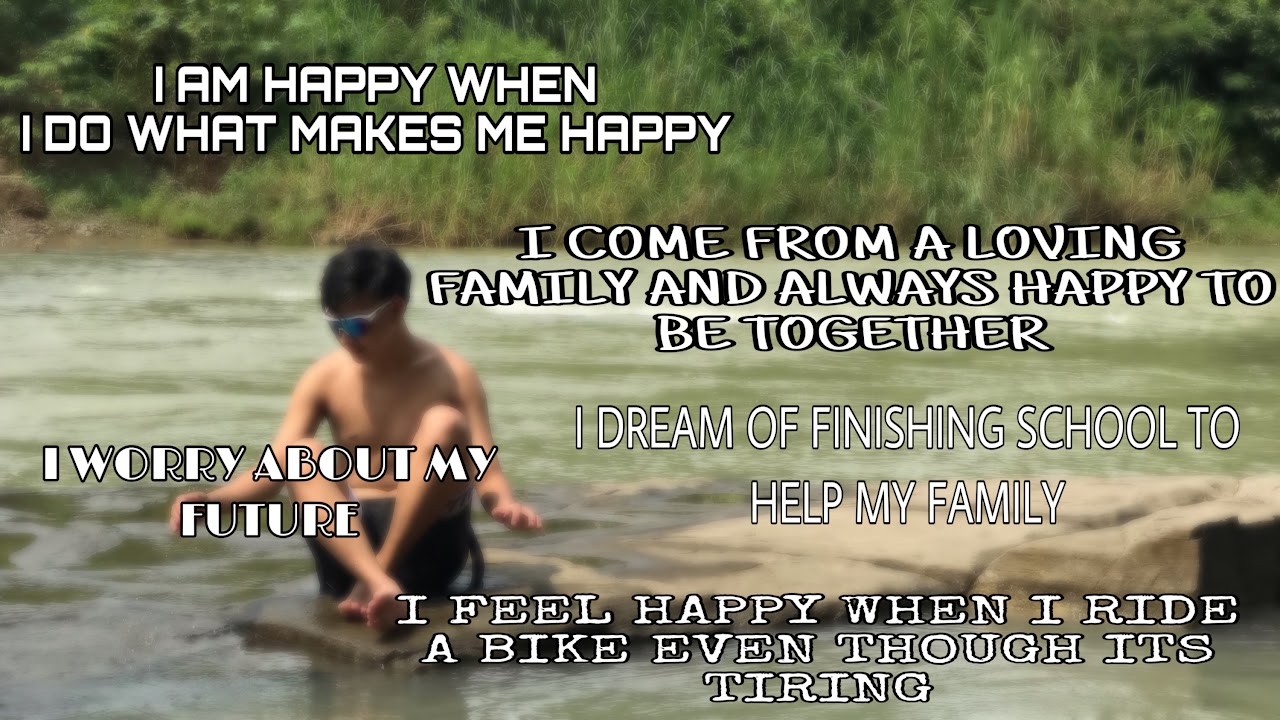 I AM HAPPY WHEN
I DO WHAT MAKES ME HAPPY
I COME FROM A LOVING
FAMILY AND ALWAYS HAPPY TO
BE TOGETHER
I DREAM OF FINISHING SCHOOL TO
HELP MY FAMILY
I WORRY ABOUT MY
FUTURE
I FEEL HAPPY WHEN I RIDE
A BIKE EVEN THOUGH ITS
TIRING